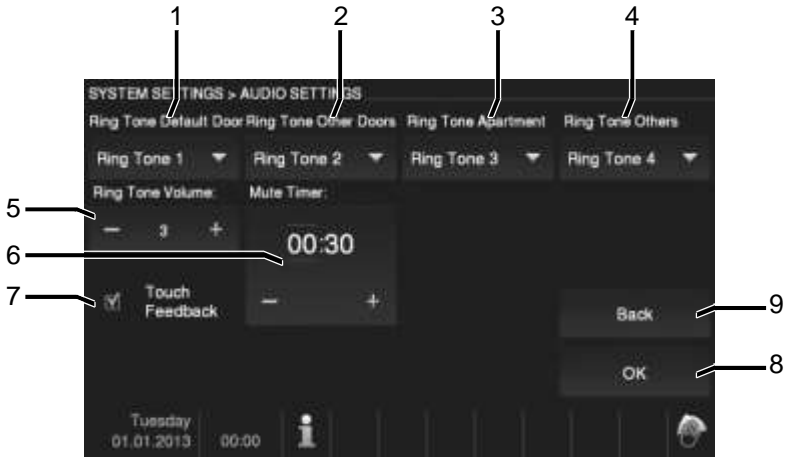 1 2 3 4
SYSTEM SETTINGS > AUDIO SETTINGS
Ring Tone Default Door Ring Tone Other Doors Ring Tone Apartment Ring Tone Others
Ring Tone 1 Ring Tone 2 Ring Tone 3 Ring Tone 4
Ring Tone Volume: Mute Timer:
5
− 3 +
00:30
6
7
Touch
Feedback
− +
Back
9
OK
8
Tuesday
01.01.2013 00:00 i